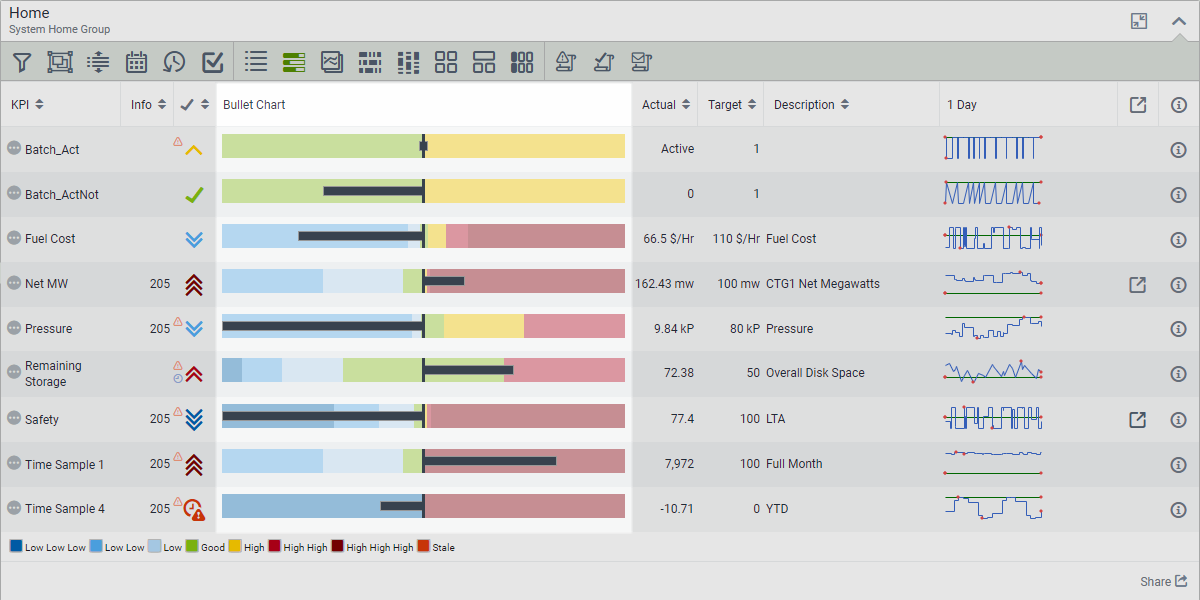 Home
System Home Group
KPI Info Bullet Chart Actual Target Description 1 Day
Batch_Act Active 1
Batch_ActNot 0 1
Fuel Cost 66.5 $/Hr 110 $/Hr Fuel Cost
Net MW 205 162.43 mw 100 mw CTG1 Net Megawatts
Pressure 205 9.84 kP 80 kP Pressure
Remaining
Storage 72.38 50 Overall Disk Space
Safety 205 77.4 100 LTA
Time Sample 1 205 7,972 100 Full Month
Time Sample 4 205 -10.71 0 YTD
Low Low Low Low Low Low Good High High High High High High Stale
Share